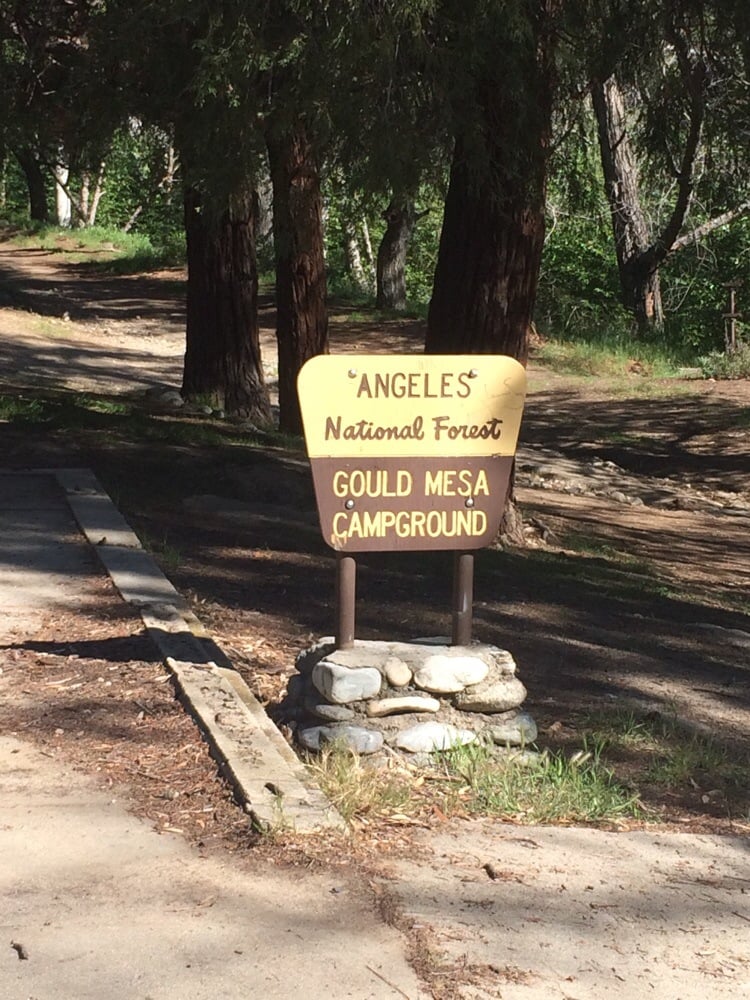 ANGELES
National Forest
GOULD MESA
CAMPGROUND